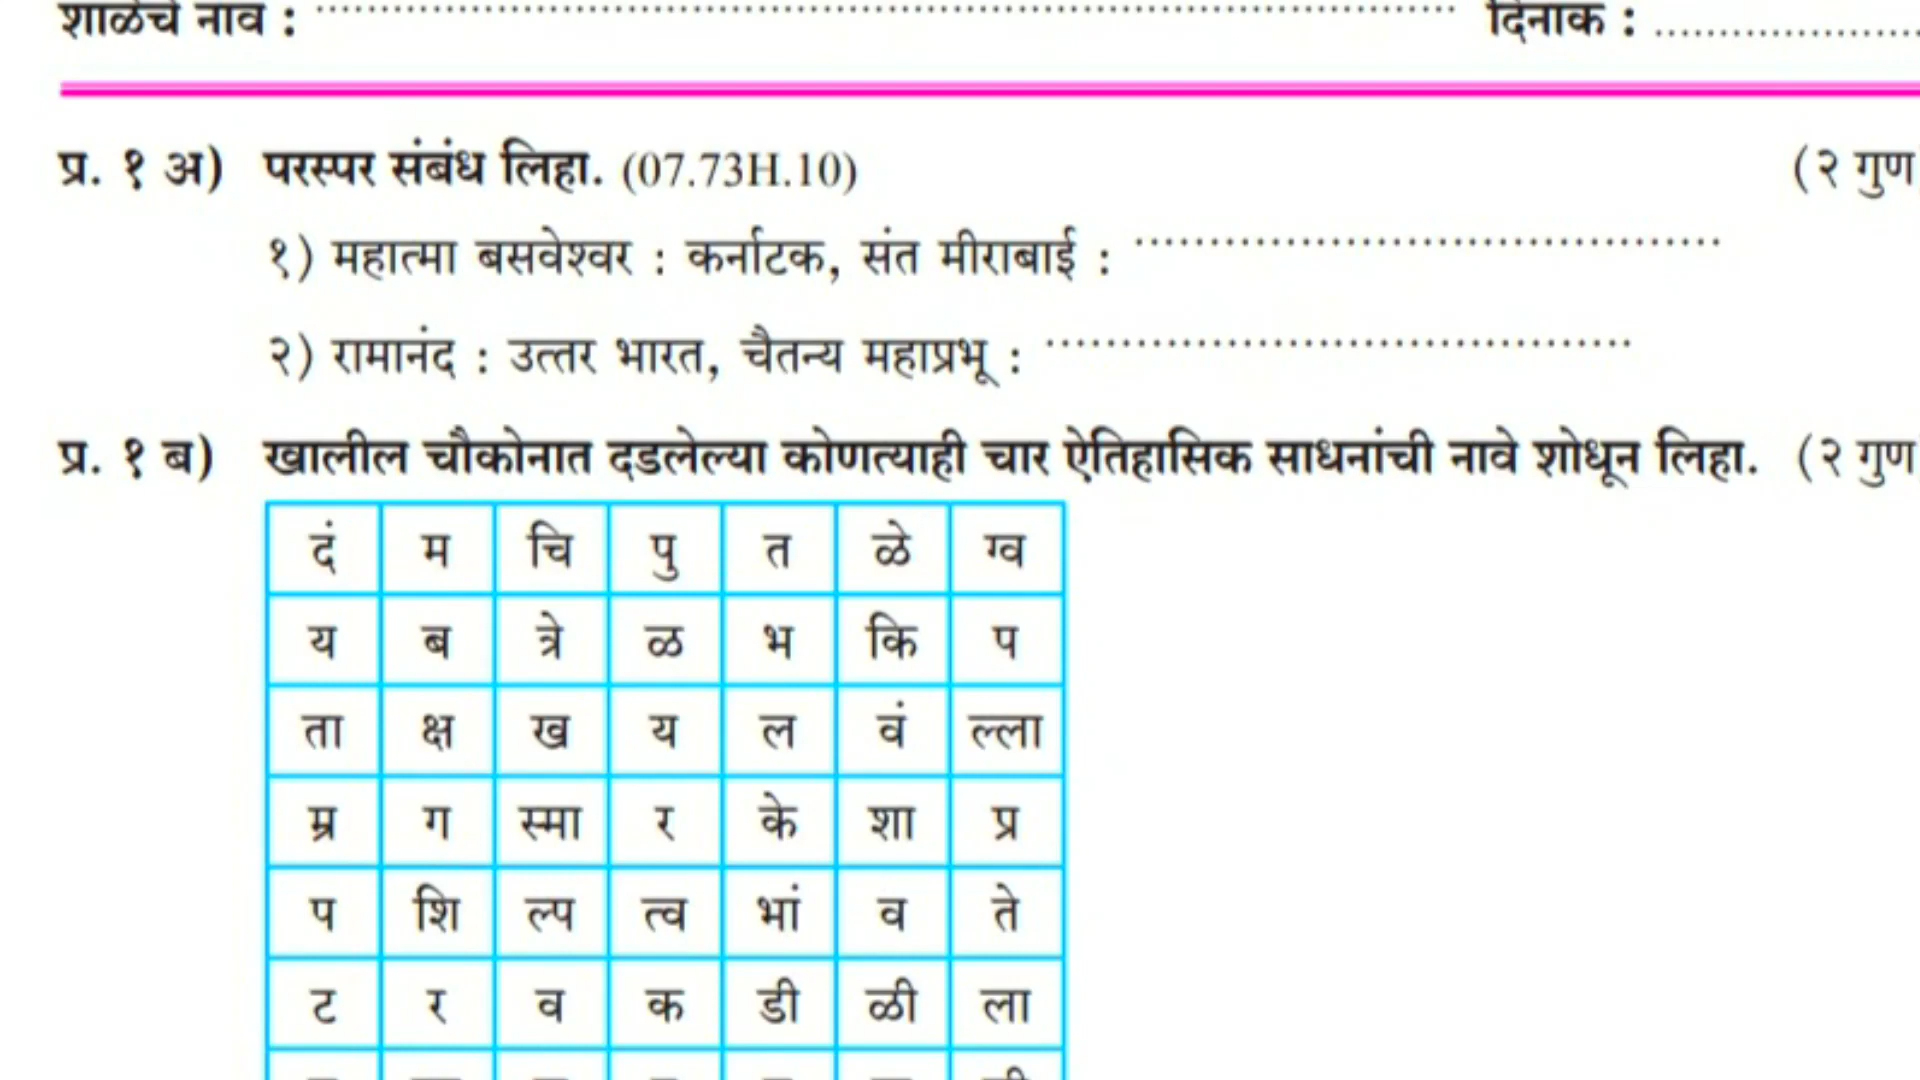 शाळेचे नाव : दिनांक :
प्र. १ अ) परस्पर संबंध लिहा. (07.73H.10) (२ गुण)
१) महात्मा बसवेश्वर : कर्नाटक, संत मीराबाई :
२) रामानंद : उत्तर भारत, चैतन्य महाप्रभू :
प्र. १ ब) खालील चौकोनात दडलेल्या कोणत्याही चार ऐतिहासिक साधनांची नावे शोधून लिहा. (२ गुण
दं म चि पु त ळे ग्व
य ब त्रे ळ भ कि प
ता क्ष ख य ल वं ल्ला
म्र ग स्मा र के शा प्र
प शि ल्प त्व भां व ते
ट र व क डी ळी ला